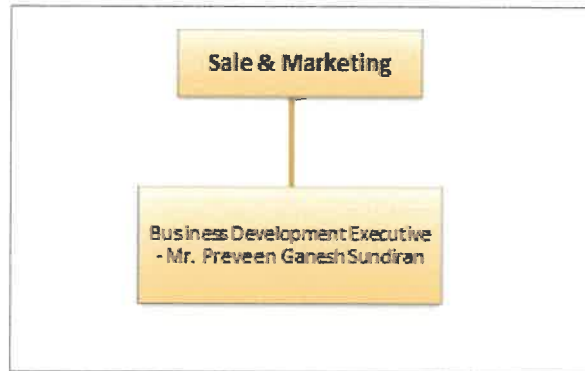 Sale & Marketing
Business Development Executive
- Mr. Preveen Ganesh Sundiran